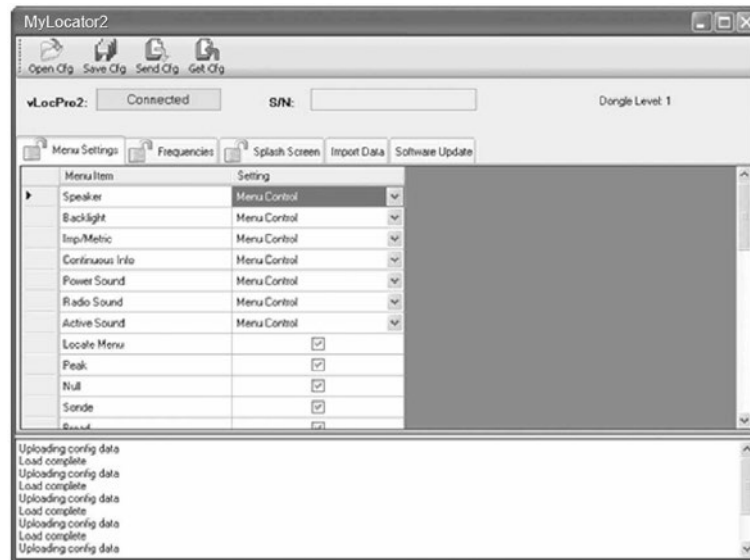 MyLocator2
Open Cfg Save Cfg Send Cfg Get Cfg
vLocPro2: Connected S/N: Dongle Level: 1
Menu Settings Frequencies Splash Screen Import Data Software Update
Menu Item Setting
Speaker Menu Control
Backlight Menu Control
Imp/Metric Menu Control
Continuous Info Menu Control
Power Sound Menu Control
Radio Sound Menu Control
Active Sound Menu Control
Locate Menu
Peak
Null
Sonde
Uploading config data
Load complete
Uploading config data
Load complete
Uploading config data
Load complete
Uploading config data
Load complete
Uploading config data